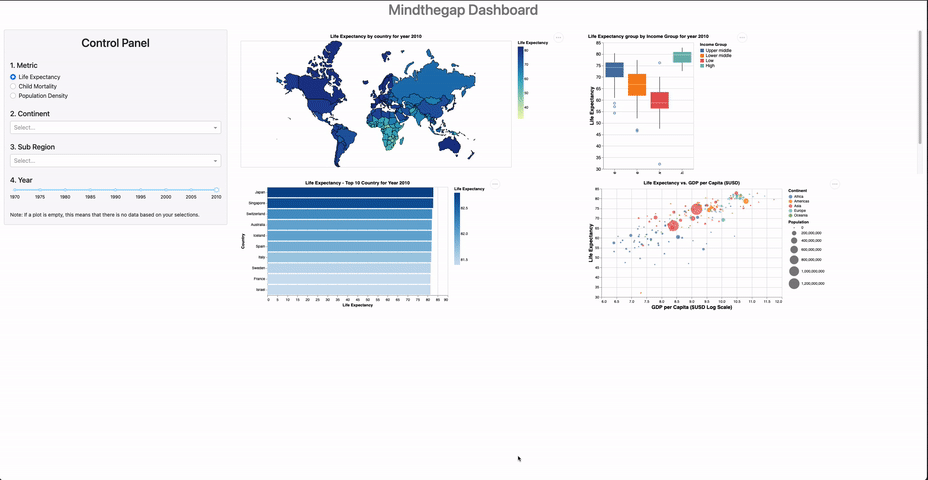 Mindthegap Dashboard
Control Panel
1. Metric
Life Expectancy
Child Mortality
Population Density
2. Continent
Select...
3. Sub Region
Select...
4. Year
1970 1975 1980 1985 1990 1995 2000 2005 2010
Note: If a plot is empty, this means that there is no data based on your selections.
Life Expectancy by country for year 2010
Life Expectancy
80
70
60
50
Life Expectancy group by Income Group for year 2010
Life Expectancy
85
80
75
70
65
60
55
50
45
40
35
30
Income Group
Upper middle
Lower middle
Low
High
Life Expectancy - Top 10 Country for Year 2010
Country
Japan
Singapore
Switzerland
Australia
Iceland
Spain
Italy
Sweden
France
Israel
0 5 10 15 20 25 30 35 40 45 50 55 60 65 70 75 80 85 90
Life Expectancy
Life Expectancy
82.5
82.0
81.5
Life Expectancy vs. GDP per Capita ($USD)
Life Expectancy
85
80
75
70
65
60
55
50
45
40
35
30
6.0 6.5 7.0 7.5 8.0 8.5 9.0 9.5 10.0 10.5 11.0 11.5 12.0
GDP per Capita ($USD Log Scale)
Continent
Africa
Americas
Asia
Europe
Oceania
Population
0
200,000,000
400,000,000
600,000,000
800,000,000
1,000,000,000
1,200,000,000